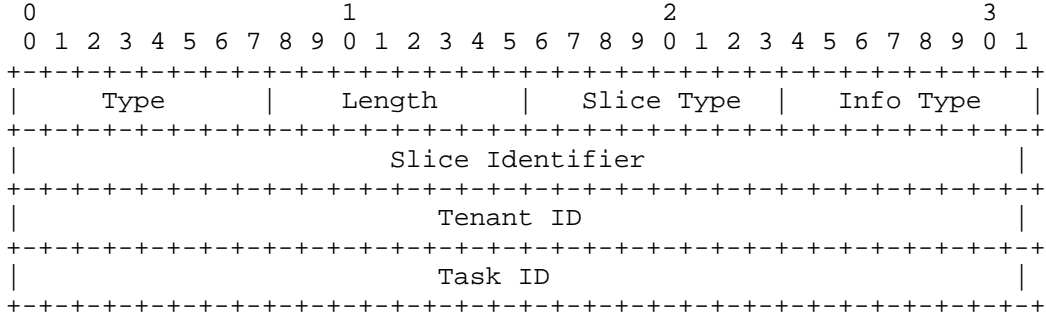 0                   1                   2                   3
 0 1 2 3 4 5 6 7 8 9 0 1 2 3 4 5 6 7 8 9 0 1 2 3 4 5 6 7 8 9 0 1
+-+-+-+-+-+-+-+-+-+-+-+-+-+-+-+-+-+-+-+-+-+-+-+-+-+-+-+-+-+-+-+-+
|     Type      |    Length     |   Slice Type  |   Info Type   |
+-+-+-+-+-+-+-+-+-+-+-+-+-+-+-+-+-+-+-+-+-+-+-+-+-+-+-+-+-+-+-+-+
|                       Slice Identifier                       |
+-+-+-+-+-+-+-+-+-+-+-+-+-+-+-+-+-+-+-+-+-+-+-+-+-+-+-+-+-+-+-+-+
|                          Tenant ID                           |
+-+-+-+-+-+-+-+-+-+-+-+-+-+-+-+-+-+-+-+-+-+-+-+-+-+-+-+-+-+-+-+-+
|                          Task ID                             |
+-+-+-+-+-+-+-+-+-+-+-+-+-+-+-+-+-+-+-+-+-+-+-+-+-+-+-+-+-+-+-+-+